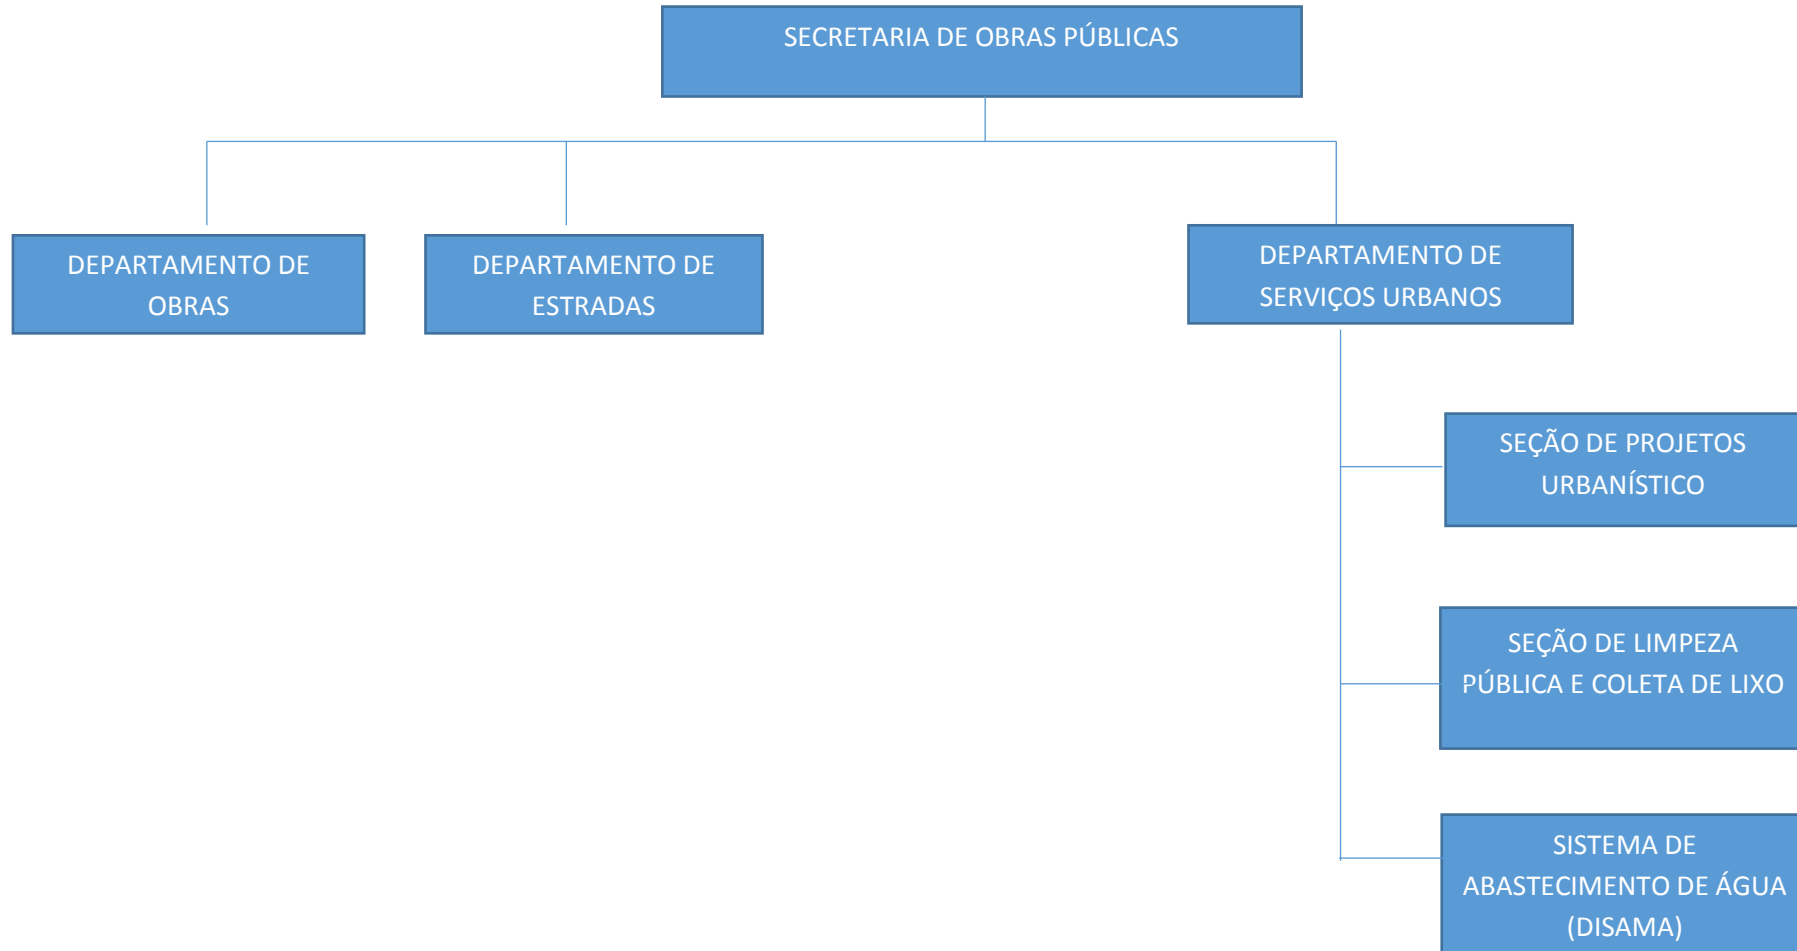 SECRETARIA DE OBRAS PÚBLICAS
DEPARTAMENTO DE
OBRAS
DEPARTAMENTO DE
ESTRADAS
DEPARTAMENTO DE
SERVIÇOS URBANOS
SEÇÃO DE PROJETOS
URBANÍSTICO
SEÇÃO DE LIMPEZA
PÚBLICA E COLETA DE LIXO
SISTEMA DE
ABASTECIMENTO DE ÁGUA
(DISAMA)